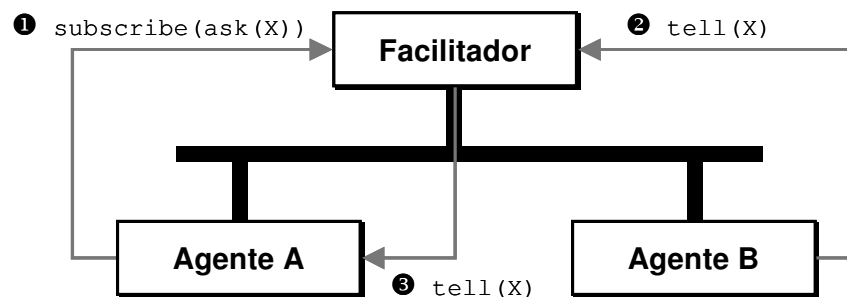 ❶ subscribe(ask(X))
Facilitador
❷ tell(X)
Agente A
Agente B
❸ tell(X)